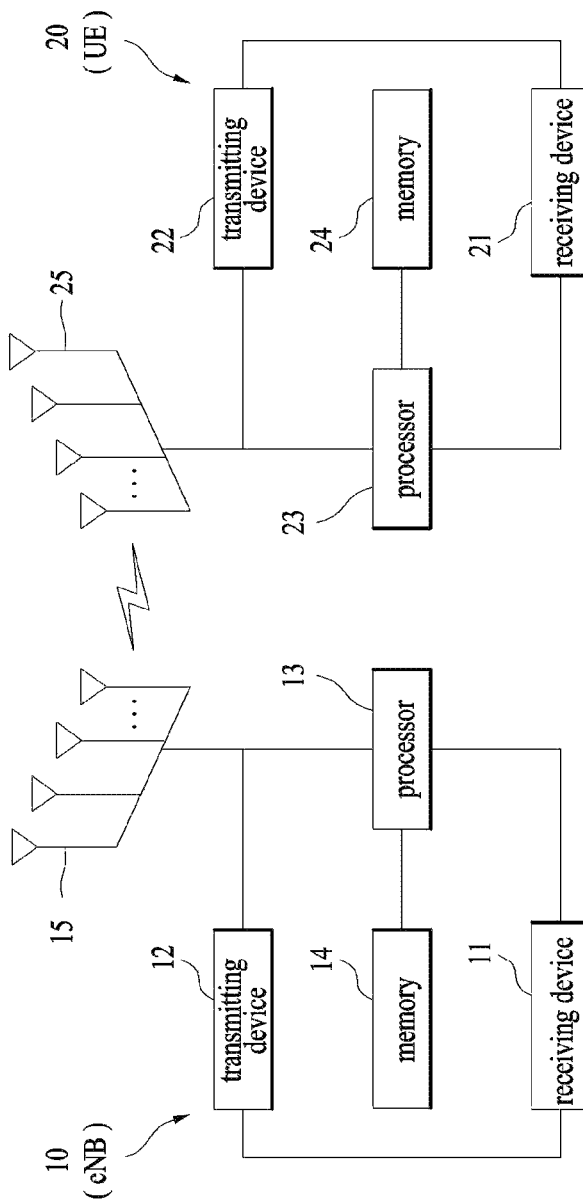 10
( eNB )
15
12
transmitting
device
14
memory
13
processor
11
receiving device
20
( UE )
25
22
transmitting
device
24
memory
23
processor
21
receiving device